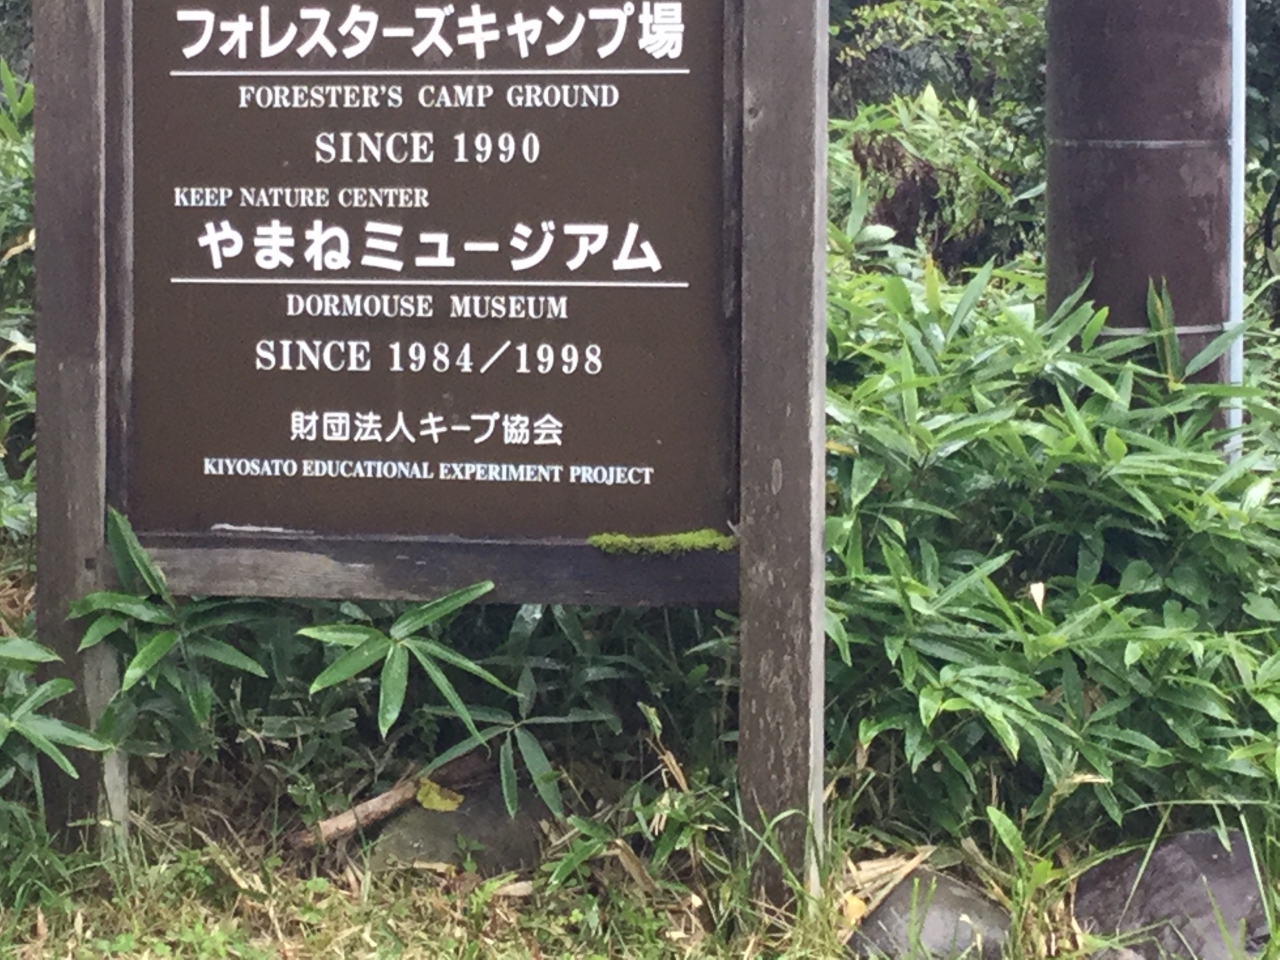 フォレスターズキャンプ場
FORESTER'S CAMP GROUND
SINCE 1990
KEEP NATURE CENTER
やまねミュージアム
DORMOUSE MUSEUM
SINCE 1984／1998
財団法人キープ協会
KIYOSATO EDUCATIONAL EXPERIMENT PROJECT